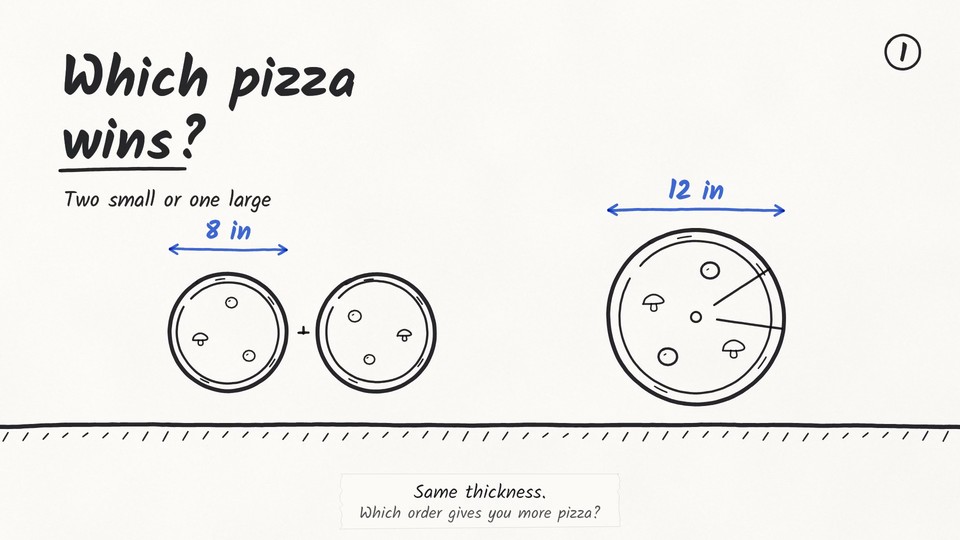 Which pizza
wins?
1
Two small or one large
8 in
12 in
+
Same thickness.
Which order gives you more pizza?